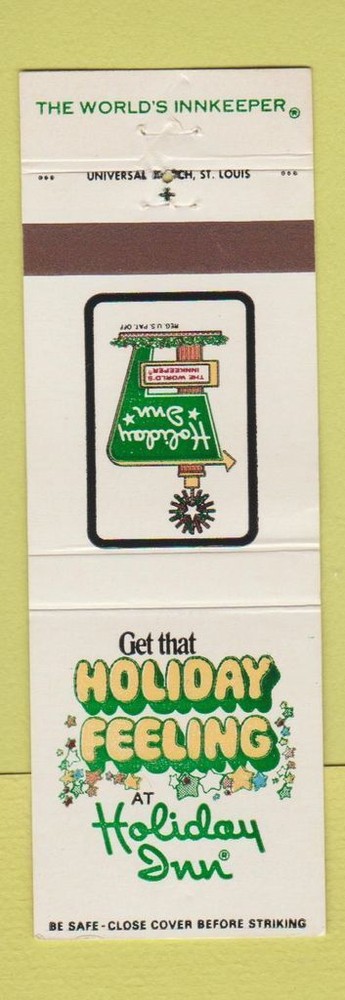 THE WORLD'S INNKEEPER®
UNIVERSAL CH, ST. LOUIS
Holiday
Inn
THE WORLD'S
INNKEEPER®
REG. U.S. PAT. OFF.
Get that
HOLIDAY
FEELING
AT
Holiday
Inn®
BE SAFE - CLOSE COVER BEFORE STRIKING